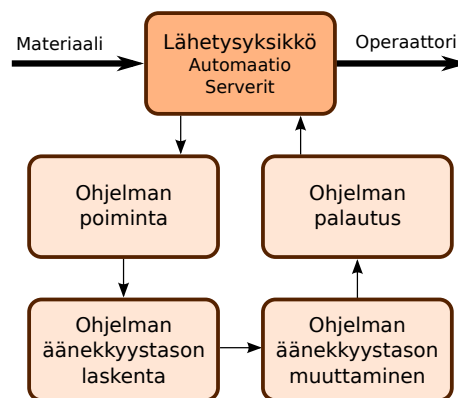 Materiaali
Lähetysyksikkö
Automaatio
Serverit
Operaattori
Ohjelman
poiminta
Ohjelman
palautus
Ohjelman
äänekkyystason
laskenta
Ohjelman
äänekkyystason
muuttaminen